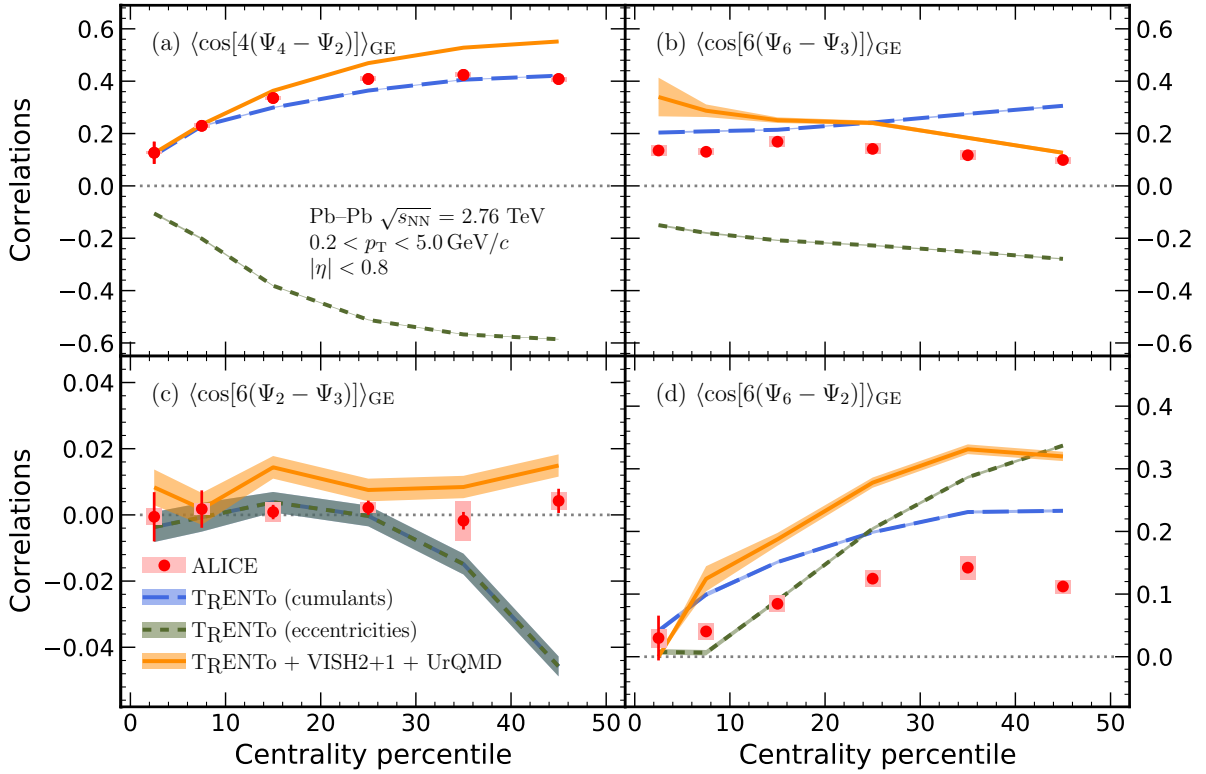 (a) ⟨cos[4(Ψ₄ − Ψ₂)]⟩GE
(b) ⟨cos[6(Ψ₆ − Ψ₃)]⟩GE
Correlations
0.6
0.4
0.2
0.0
−0.2
−0.4
−0.6
Pb–Pb √sNN = 2.76 TeV
0.2 < pT < 5.0 GeV/c
|η| < 0.8
0.6
0.4
0.2
0.0
−0.2
−0.4
−0.6
(c) ⟨cos[6(Ψ₂ − Ψ₃)]⟩GE
(d) ⟨cos[6(Ψ₆ − Ψ₂)]⟩GE
Correlations
0.04
0.02
0.00
−0.02
−0.04
ALICE
TRENTo (cumulants)
TRENTo (eccentricities)
TRENTo + VISH2+1 + UrQMD
0.4
0.3
0.2
0.1
0.0
0 10 20 30 40 50
0 10 20 30 40 50
Centrality percentile
Centrality percentile